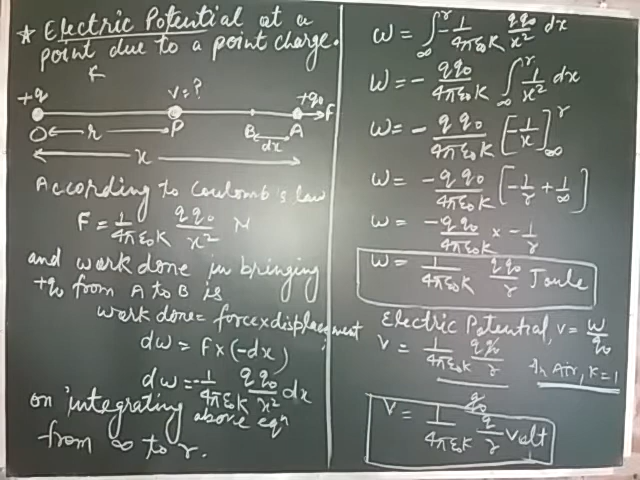 * Electric Potential at a
point due to a point charge.
F
+q V=? +q₀ F
O r P B dx A
x
According to Coulomb's law
F = 1/4πε₀K qq₀/x² N
and work done in bringing
+q₀ from A to B is
work done = force x displacement
dw = F x (-dx)
dw = -1/4πε₀K qq₀/x² dx
on integrating above eqn
from ∞ to r.
W = ∫∞^r -1/4πε₀K qq₀/x² dx
W = - qq₀/4πε₀K ∫∞^r 1/x² dx
W = - qq₀/4πε₀K [-1/x]∞^r
W = -qq₀/4πε₀K [-1/r + 1/∞]
W = -qq₀/4πε₀K x -1/r
W = 1/4πε₀K qq₀/r Joule
Electric Potential, V = W/q₀
V = 1/4πε₀K qq₀/r / q₀
In Air, K=1
V = 1/4πε₀K q/r Volt